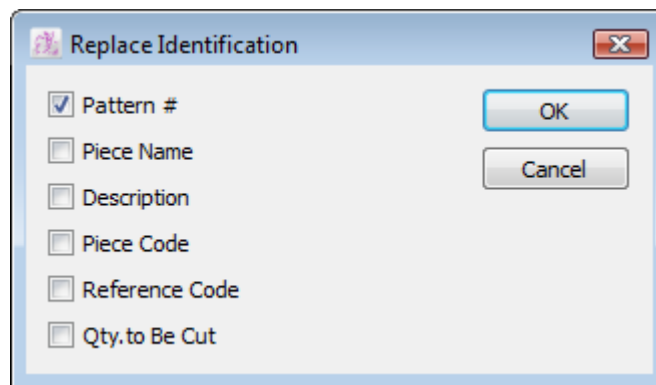 Replace Identification
Pattern #
OK
Piece Name
Cancel
Description
Piece Code
Reference Code
Qty.to Be Cut